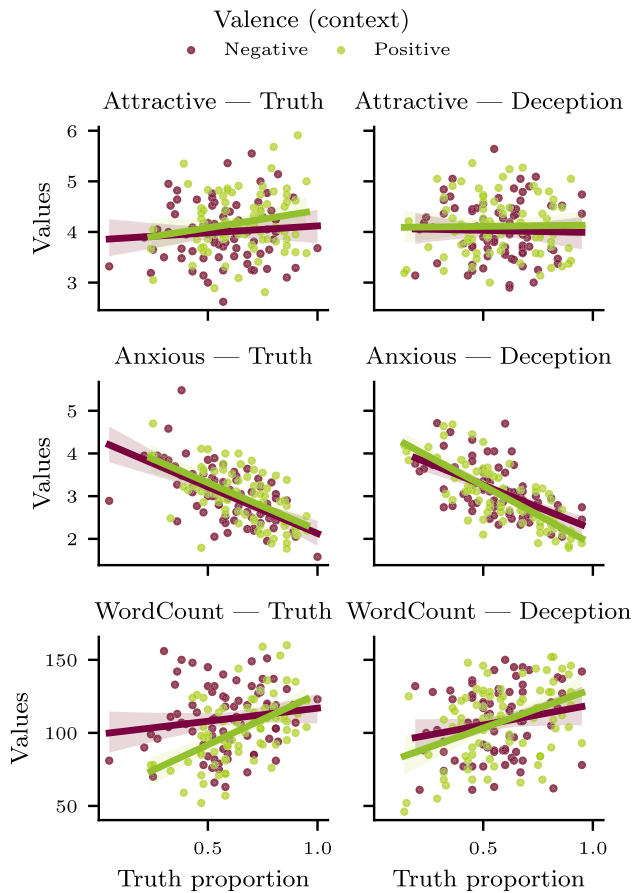 Valence (context)
Negative Positive
Attractive — Truth
Attractive — Deception
6
5
4
3
Values
Anxious — Truth
Anxious — Deception
5
4
3
2
Values
WordCount — Truth
WordCount — Deception
150
100
50
Values
0.5 1.0
0.5 1.0
Truth proportion
Truth proportion